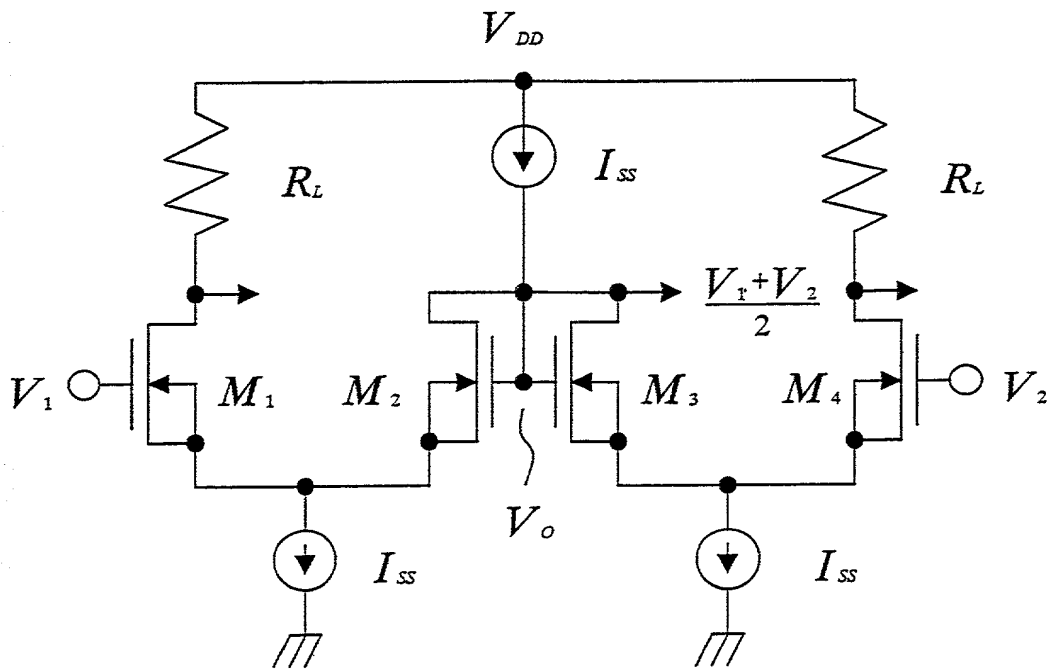 V_DD
R_L
I_SS
R_L
V_1+V_2
2
V_1
M_1
M_2
M_3
M_4
V_2
V_O
I_SS
I_SS